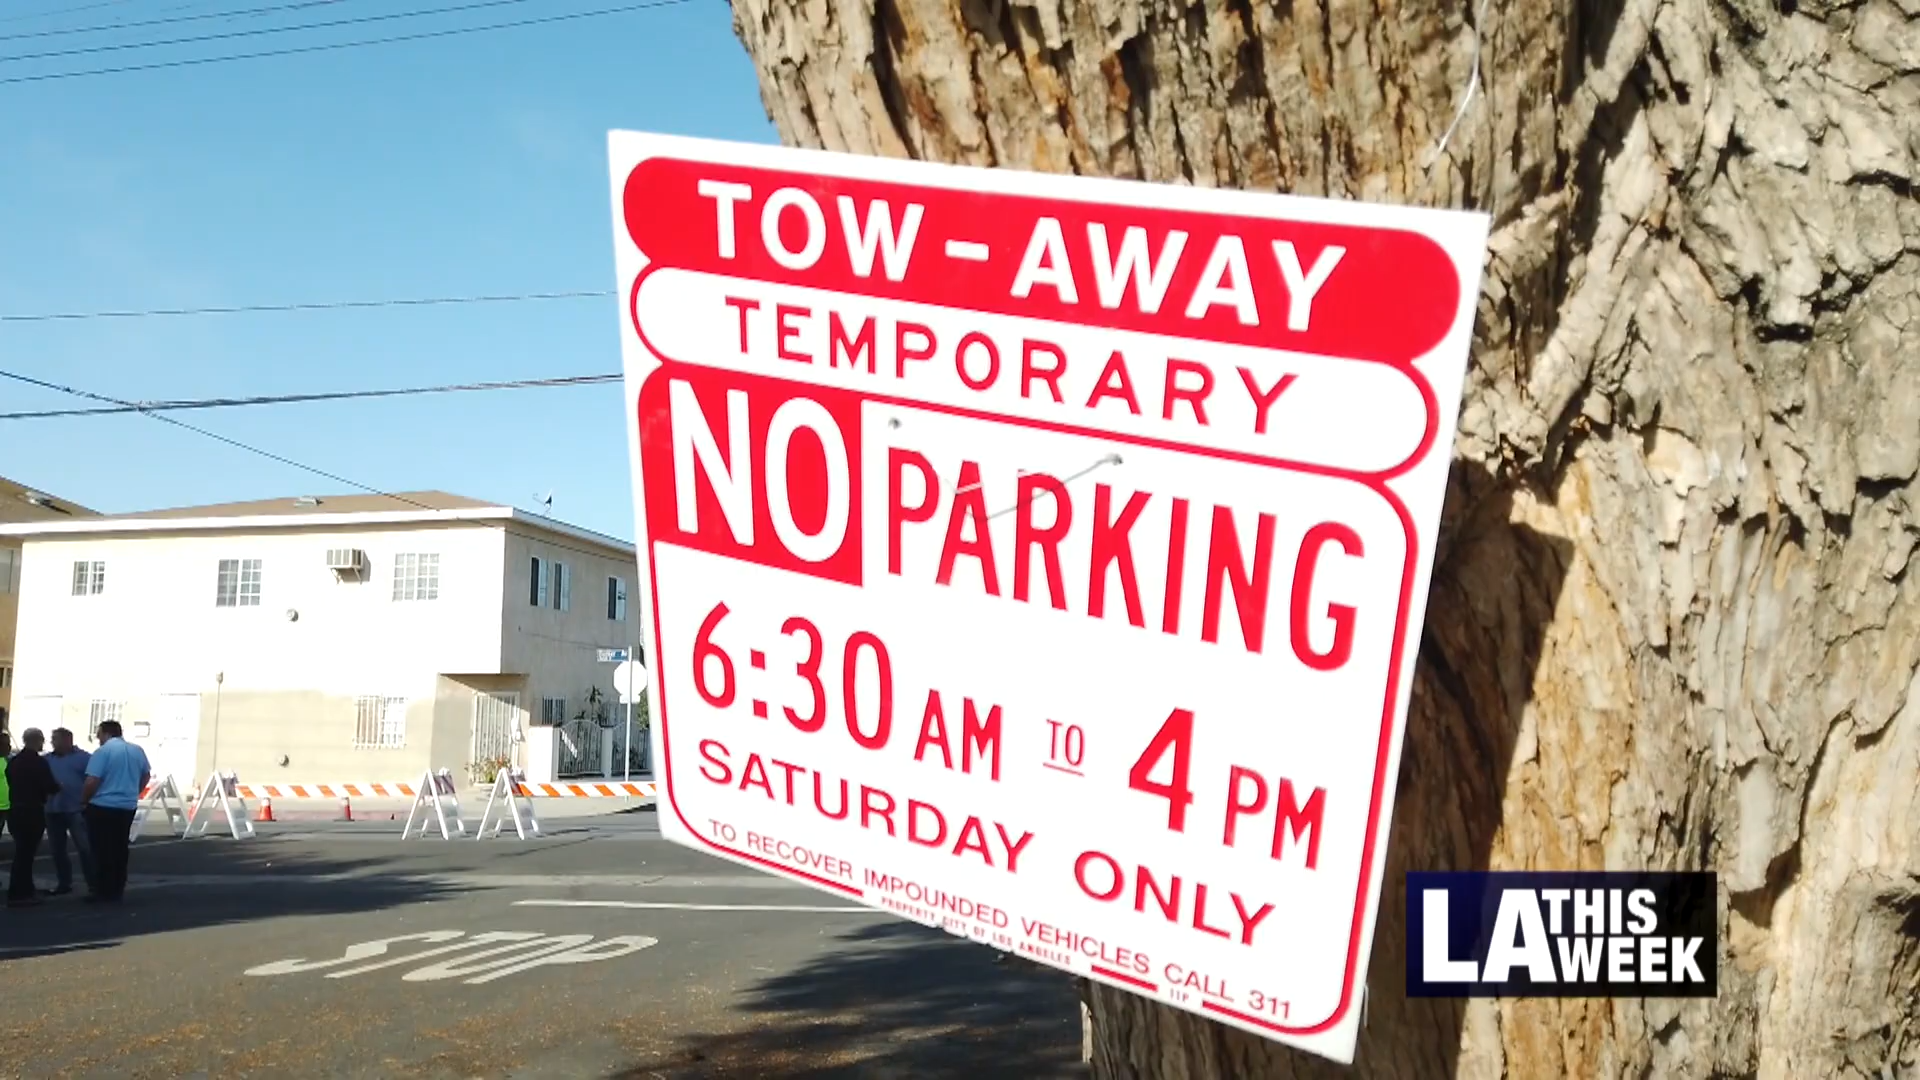 TOW-AWAY
TEMPORARY
NO PARKING
6:30 AM TO 4 PM
SATURDAY ONLY
TO RECOVER IMPOUNDED VEHICLES CALL 311
PROPERTY CITY OF LOS ANGELES
STOP
LA THIS WEEK